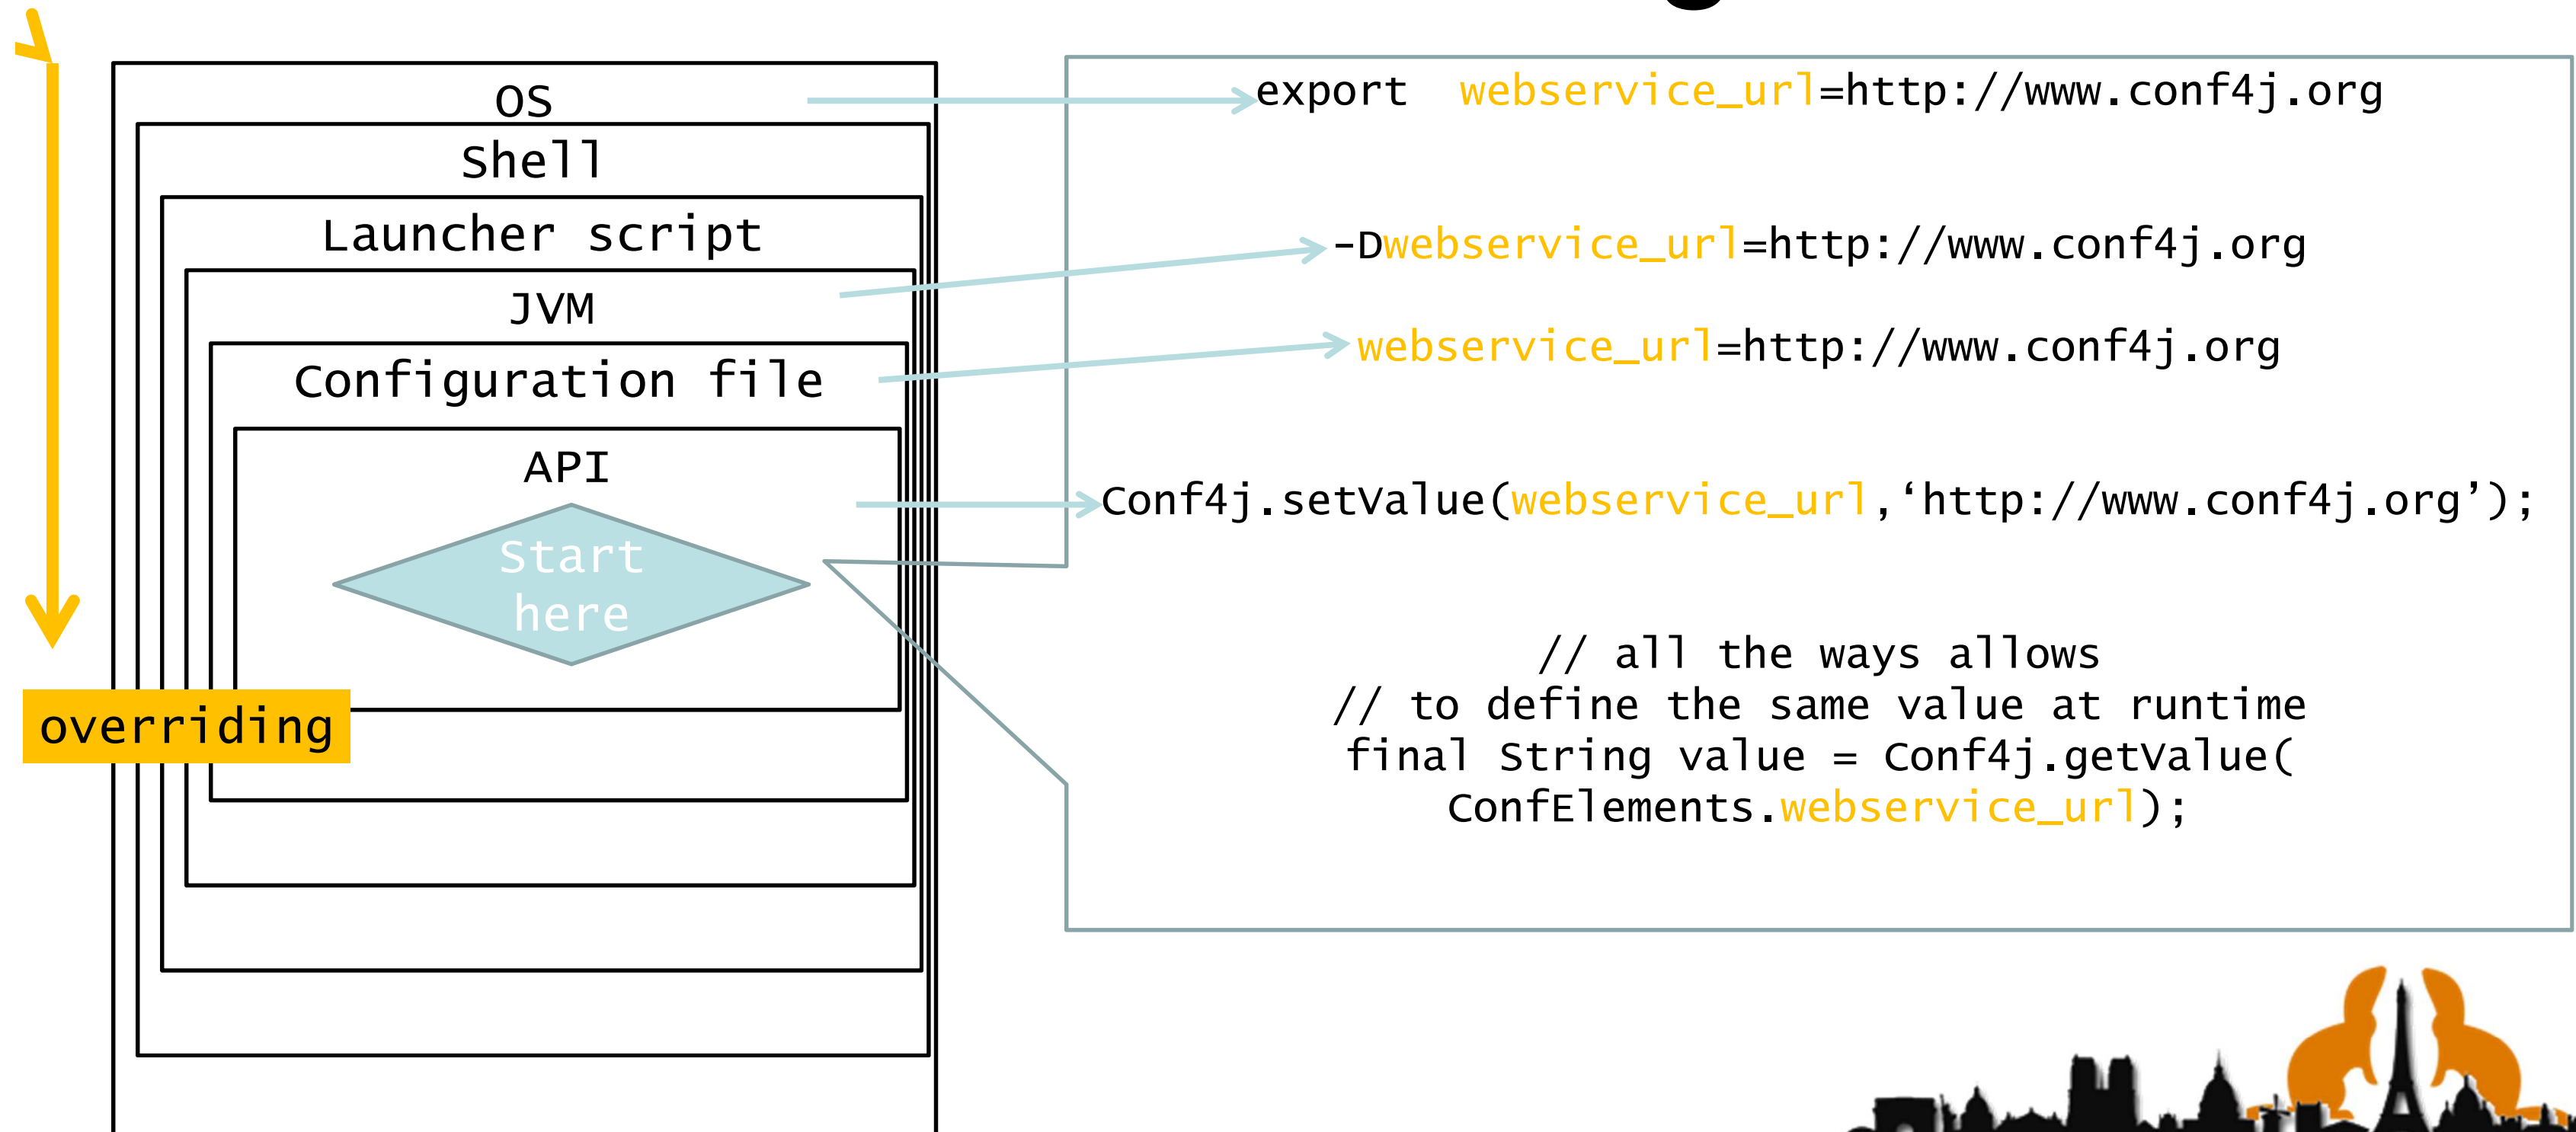 OS
Shell
Launcher script
JVM
Configuration file
API
Start
here
overriding
export  webservice_url=http://www.conf4j.org
-Dwebservice_url=http://www.conf4j.org
webservice_url=http://www.conf4j.org
Conf4j.setValue(webservice_url,‘http://www.conf4j.org’);
// all the ways allows
// to define the same value at runtime
final String value = Conf4j.getValue(
ConfElements.webservice_url);